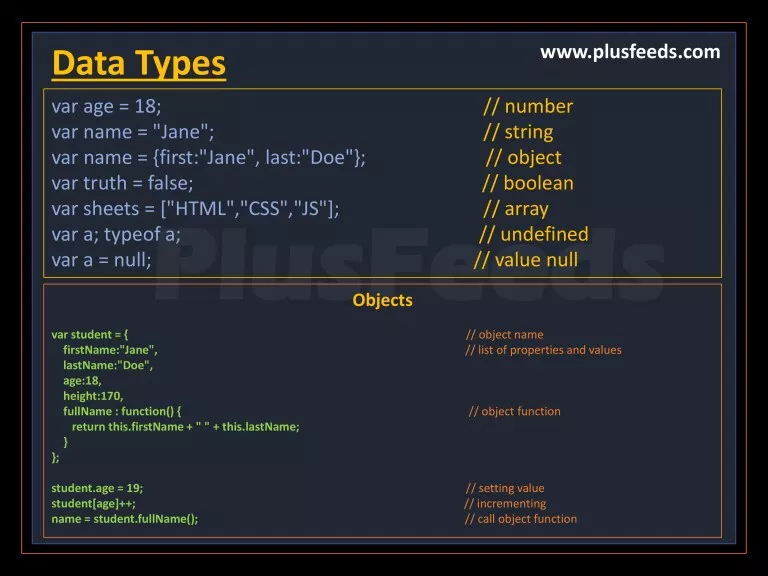 Data Types
www.plusfeeds.com
var age = 18; // number
var name = "Jane"; // string
var name = {first:"Jane", last:"Doe"}; // object
var truth = false; // boolean
var sheets = ["HTML","CSS","JS"]; // array
var a; typeof a; // undefined
var a = null; // value null
PlusFeeds
Objects
var student = { // object name
firstName:"Jane", // list of properties and values
lastName:"Doe",
age:18,
height:170,
fullName : function() { // object function
return this.firstName + " " + this.lastName;
}
};
student.age = 19; // setting value
student[age]++; // incrementing
name = student.fullName(); // call object function